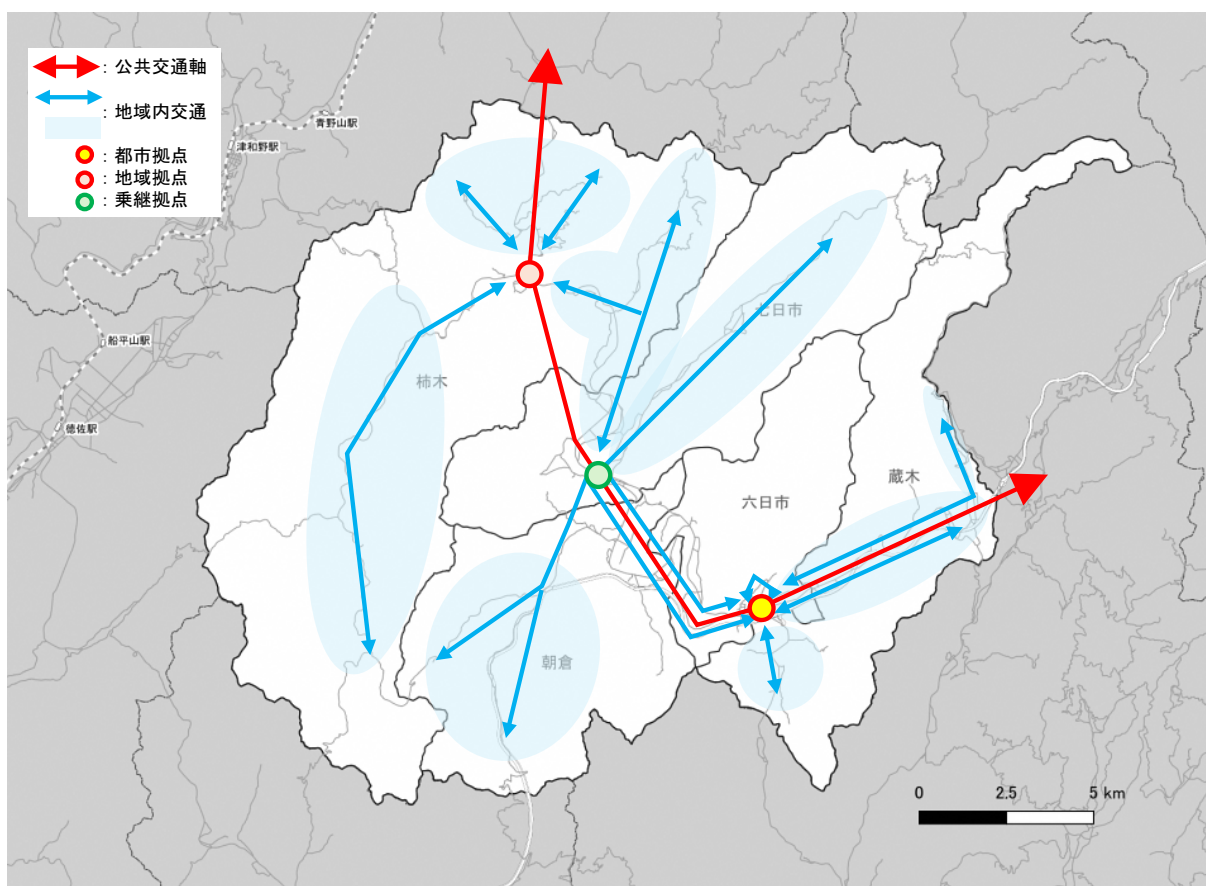 : 公共交通軸
: 地域内交通
: 都市拠点
: 地域拠点
: 乗継拠点
青野山駅
津和野駅
船平山駅
徳佐駅
七日市
柿木
蔵木
六日市
朝倉
0 2.5 5 km